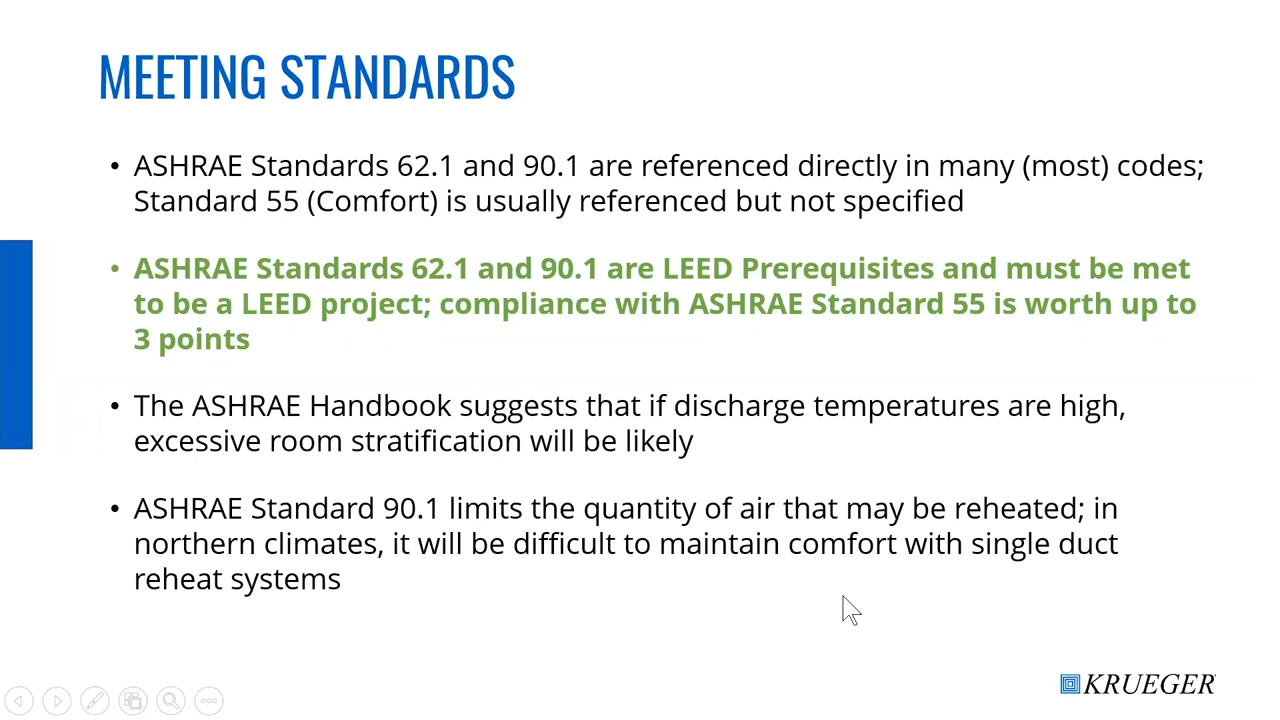 MEETING STANDARDS
• ASHRAE Standards 62.1 and 90.1 are referenced directly in many (most) codes;
Standard 55 (Comfort) is usually referenced but not specified
• ASHRAE Standards 62.1 and 90.1 are LEED Prerequisites and must be met
to be a LEED project; compliance with ASHRAE Standard 55 is worth up to
3 points
• The ASHRAE Handbook suggests that if discharge temperatures are high,
excessive room stratification will be likely
• ASHRAE Standard 90.1 limits the quantity of air that may be reheated; in
northern climates, it will be difficult to maintain comfort with single duct
reheat systems
KRUEGER